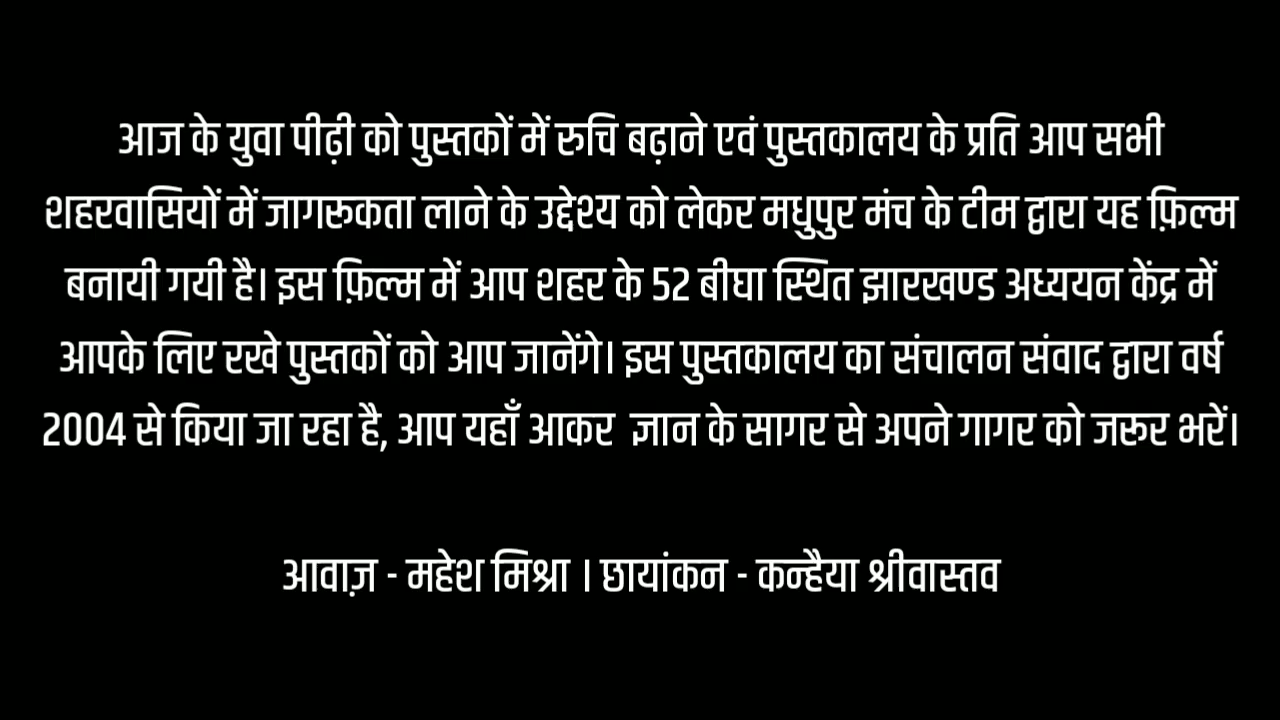 आज के युवा पीढ़ी को पुस्तकों में रुचि बढ़ाने एवं पुस्तकालय के प्रति आप सभी
शहरवासियों में जागरूकता लाने के उद्देश्य को लेकर मधुपुर मंच के टीम द्वारा यह फ़िल्म
बनायी गयी है। इस फ़िल्म में आप शहर के 52 बीघा स्थित झारखण्ड अध्ययन केंद्र में
आपके लिए रखे पुस्तकों को आप जानेंगे। इस पुस्तकालय का संचालन संवाद द्वारा वर्ष
2004 से किया जा रहा है, आप यहाँ आकर ज्ञान के सागर से अपने गागर को जरूर भरें।
आवाज़ - महेश मिश्रा । छायांकन - कन्हैया श्रीवास्तव